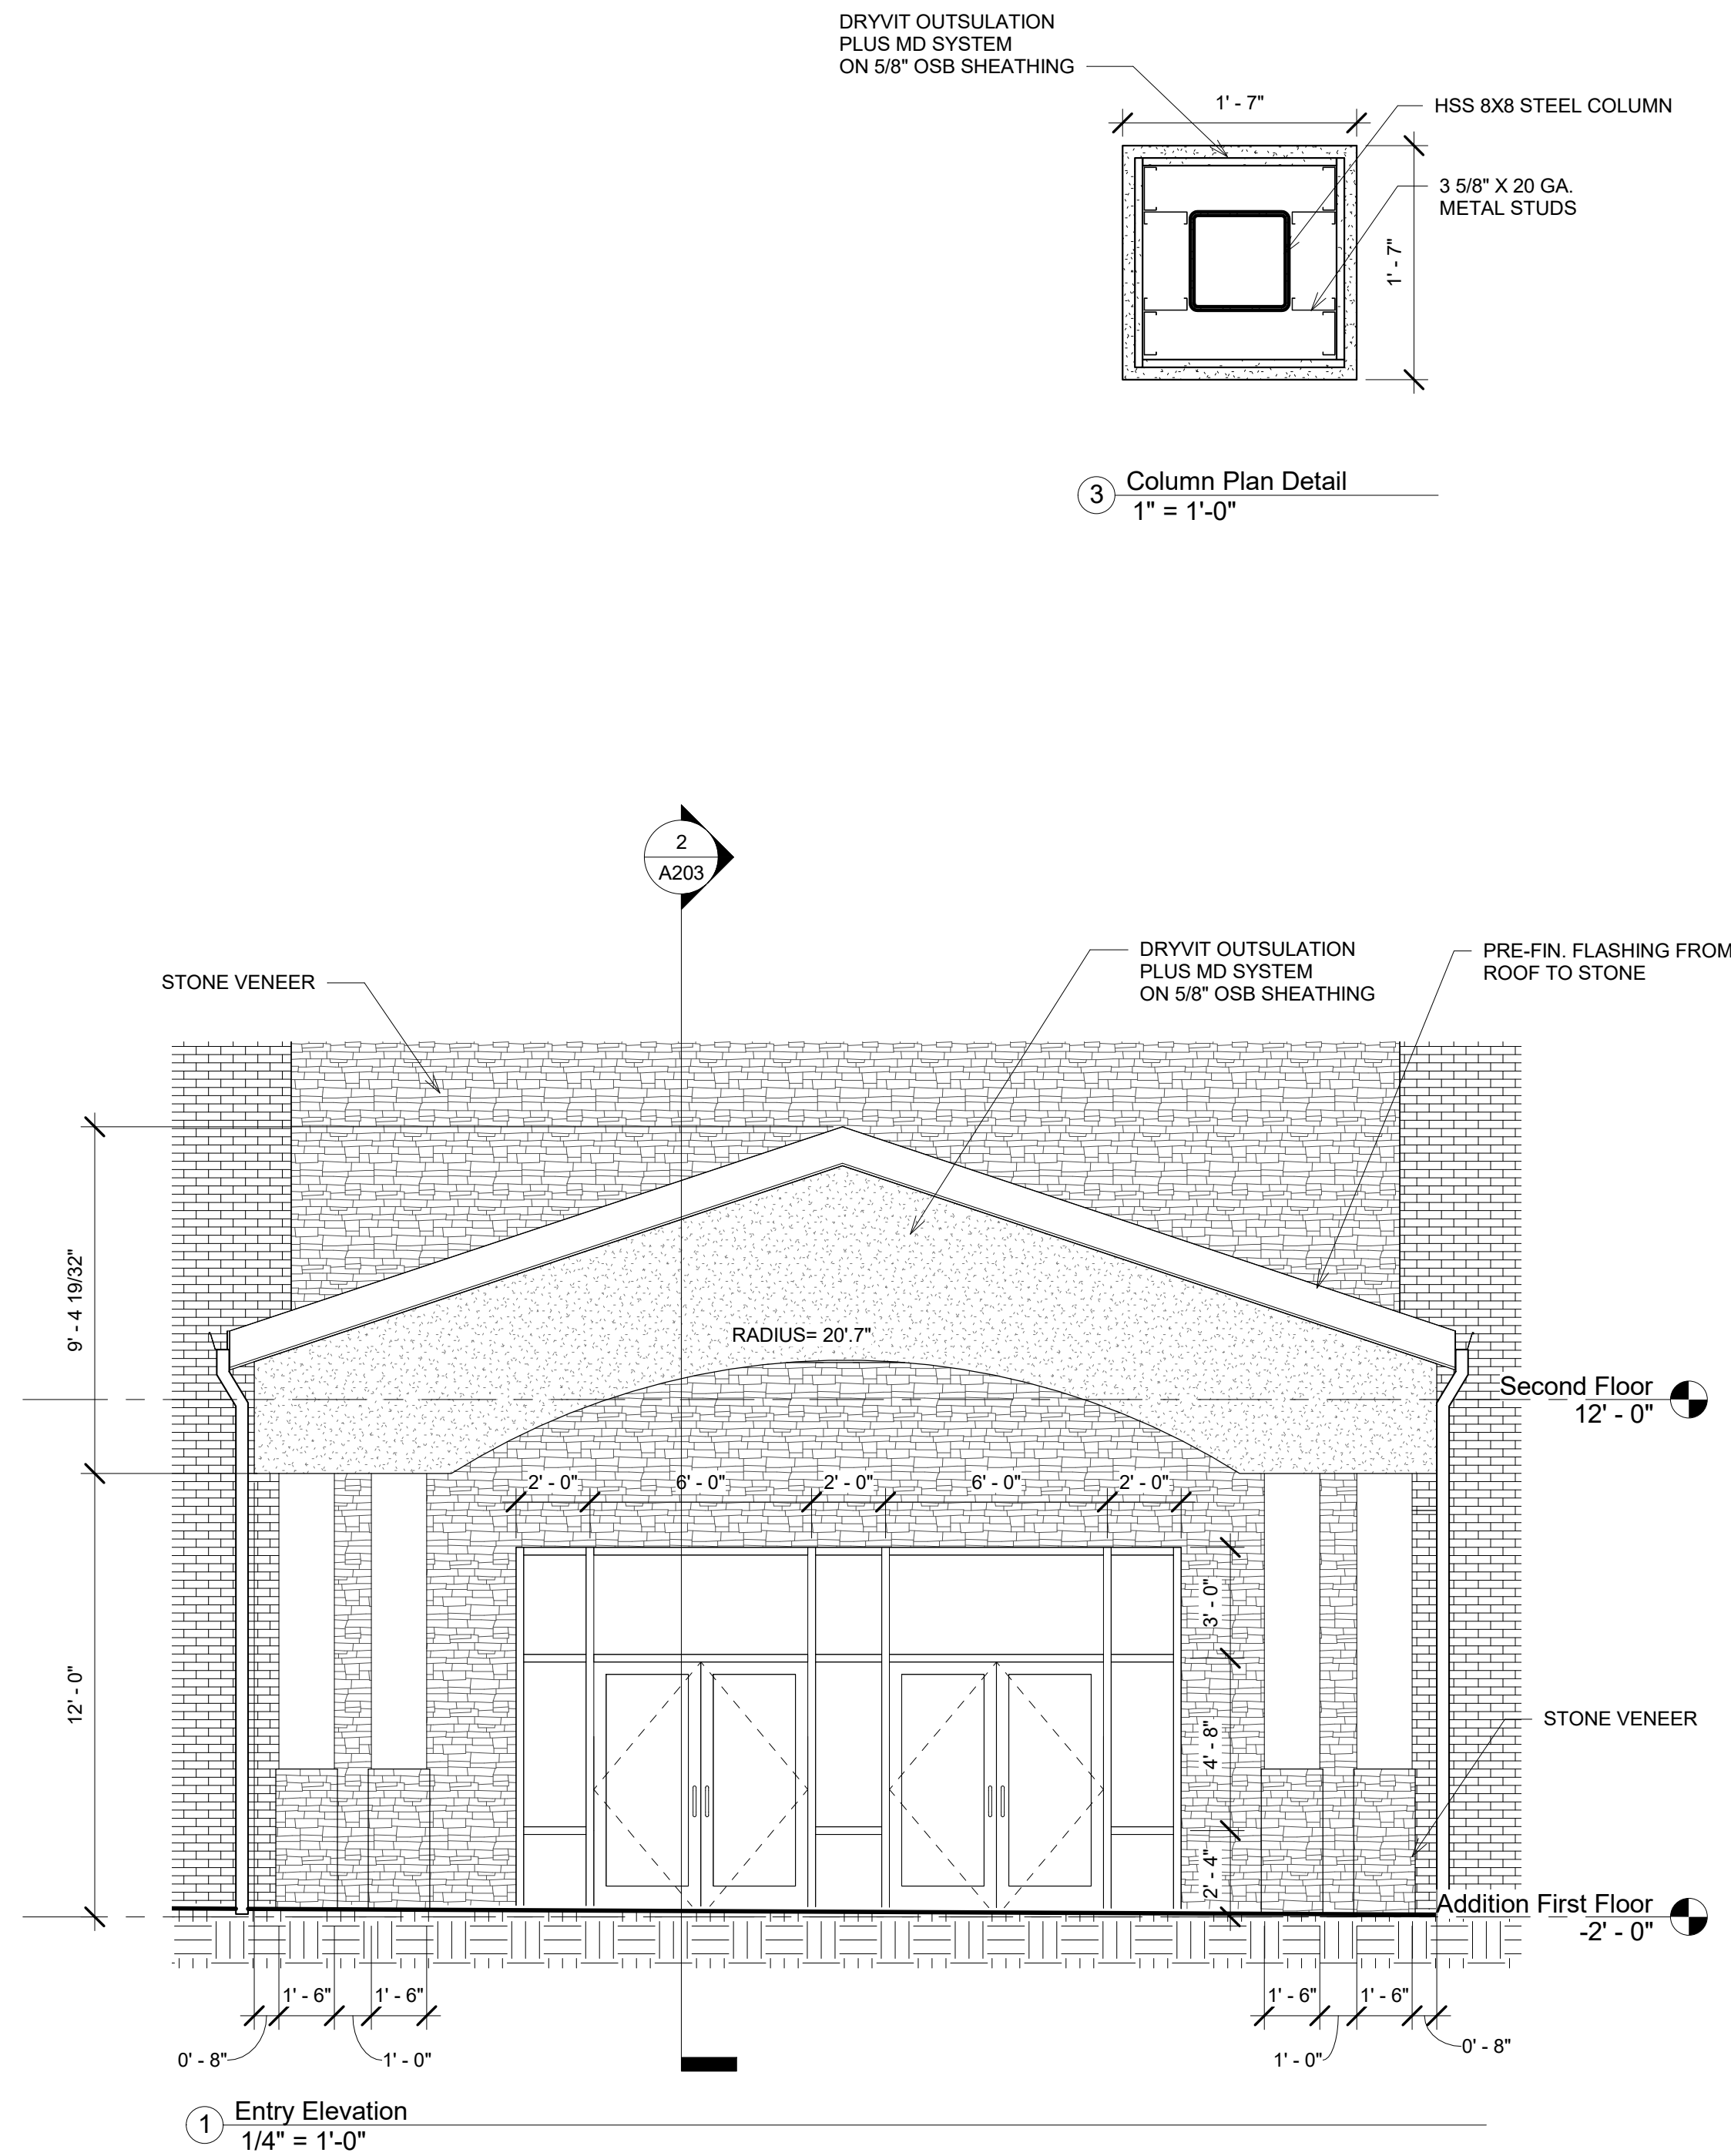 DRYVIT OUTSULATION
PLUS MD SYSTEM
ON 5/8" OSB SHEATHING
1' - 7"
HSS 8X8 STEEL COLUMN
3 5/8" X 20 GA.
METAL STUDS
1' - 7"
3
Column Plan Detail
1" = 1'-0"
2
A203
STONE VENEER
DRYVIT OUTSULATION
PLUS MD SYSTEM
ON 5/8" OSB SHEATHING
PRE-FIN. FLASHING FROM
ROOF TO STONE
9' - 4 19/32"
RADIUS= 20'.7"
Second Floor
12' - 0"
2' - 0"
6' - 0"
2' - 0"
6' - 0"
2' - 0"
3' - 0"
12' - 0"
4' - 8"
STONE VENEER
2' - 4"
Addition First Floor
-2' - 0"
1' - 6"
1' - 6"
1' - 6"
1' - 6"
0' - 8"
1' - 0"
1' - 0"
0' - 8"
1
Entry Elevation
1/4" = 1'-0"